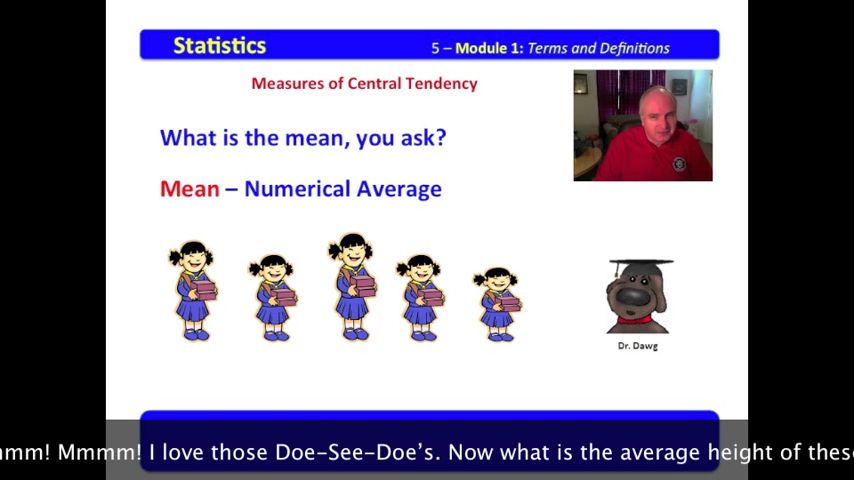 Statistics
5 – Module 1: Terms and Definitions
Measures of Central Tendency
What is the mean, you ask?
Mean – Numerical Average
Dr. Dawg
mm! Mmmm! I love those Doe-See-Doe's. Now what is the average height of these